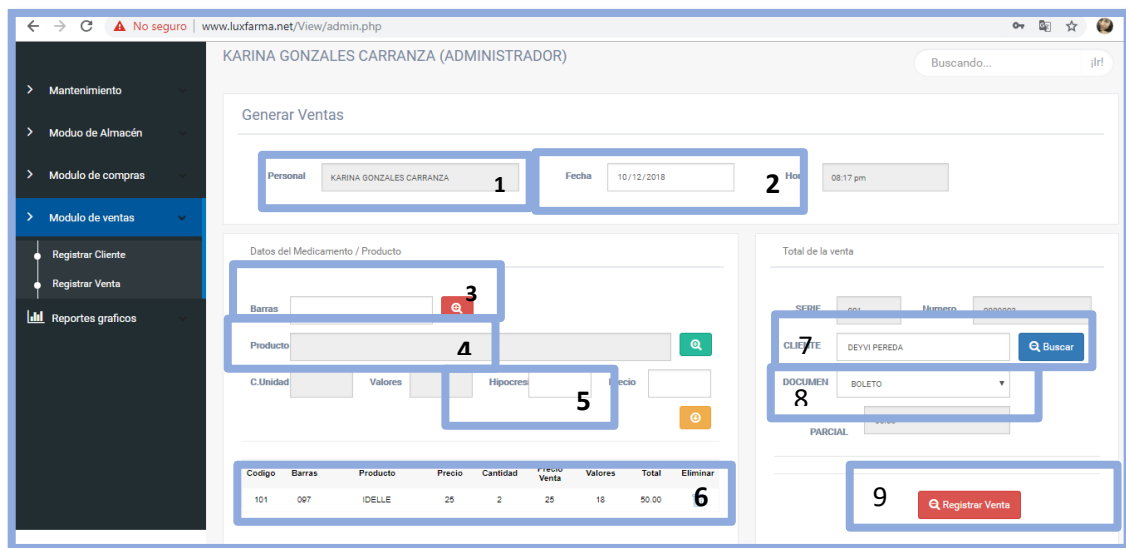 No seguro | www.luxfarma.net/View/admin.php
KARINA GONZALES CARRANZA (ADMINISTRADOR)
Buscando... ¡Ir!
Mantenimiento
Moduo de Almacén
Modulo de compras
Modulo de ventas
Registrar Cliente
Registrar Venta
Reportes graficos
Generar Ventas
Personal KARINA GONZALES CARRANZA 1 Fecha 10/12/2018 2 08:17 pm
Datos del Medicamento / Producto
3
Barras
Producto 4
C.Unidad Valores Hipocres 5
Codigo Barras Producto Precio Cantidad Precio Venta Valores Total Eliminar
101 097 IDELLE 25 2 25 18 50.00 6
Total de la venta
SERIE 001 Numero
7 CLIENTE DEYVI PEREDA Buscar
DOCUMEN BOLETO
8
PARCIAL
9 Registrar Venta